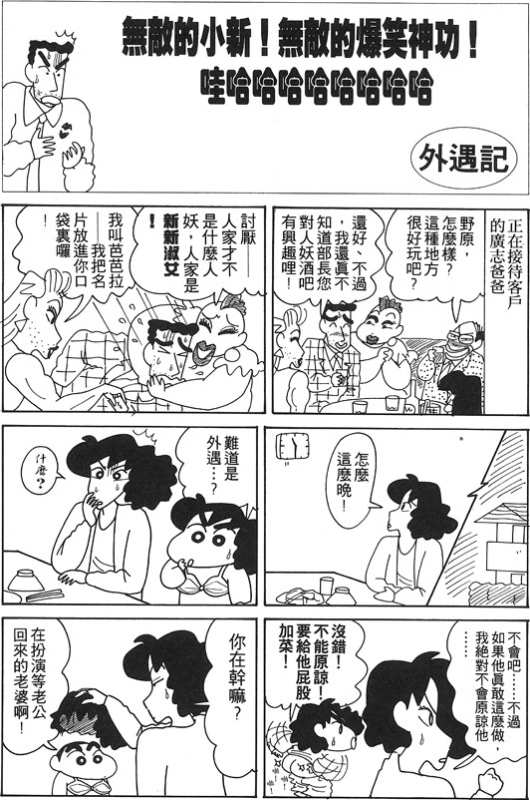 無敵的小新！無敵的爆笑神功！
哇哈哈哈哈哈哈哈哈
外遇記
正在接待客戶
的廣志爸爸
野原，
怎麼樣？
這種地方
很好玩吧？
還好、不過
，我還真不
知道部長您
對人妖酒吧
有興趣哩！
討厭——
人家才不
是什麼人
妖，人家是
新新淑女
！
我叫芭芭拉
——我把名
片放進你口
袋裏囉
！
怎麼
這麼晚！
難道是
外遇…？
什麼？
不會吧……不過
如果他真敢這麼做，
我絕對不會原諒他
……
沒錯！
不能原諒！
要給他屁股
加菜！
你在幹嘛？
在扮演等老公
回來的老婆啊！